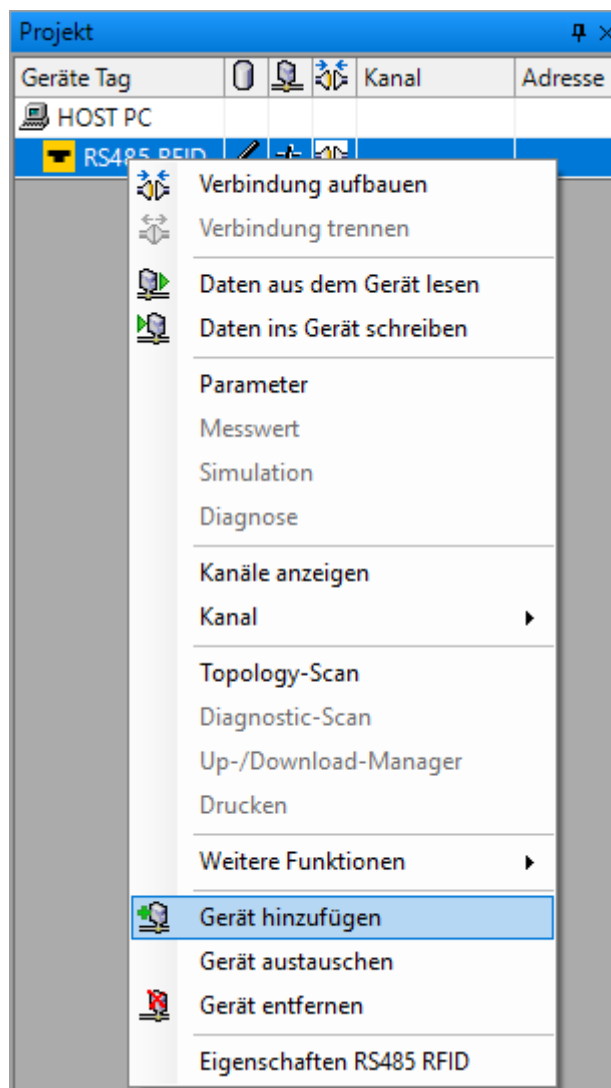 Projekt
Geräte Tag Kanal Adresse
HOST PC
RS485 RFID
Verbindung aufbauen
Verbindung trennen
Daten aus dem Gerät lesen
Daten ins Gerät schreiben
Parameter
Messwert
Simulation
Diagnose
Kanäle anzeigen
Kanal
Topology-Scan
Diagnostic-Scan
Up-/Download-Manager
Drucken
Weitere Funktionen
Gerät hinzufügen
Gerät austauschen
Gerät entfernen
Eigenschaften RS485 RFID